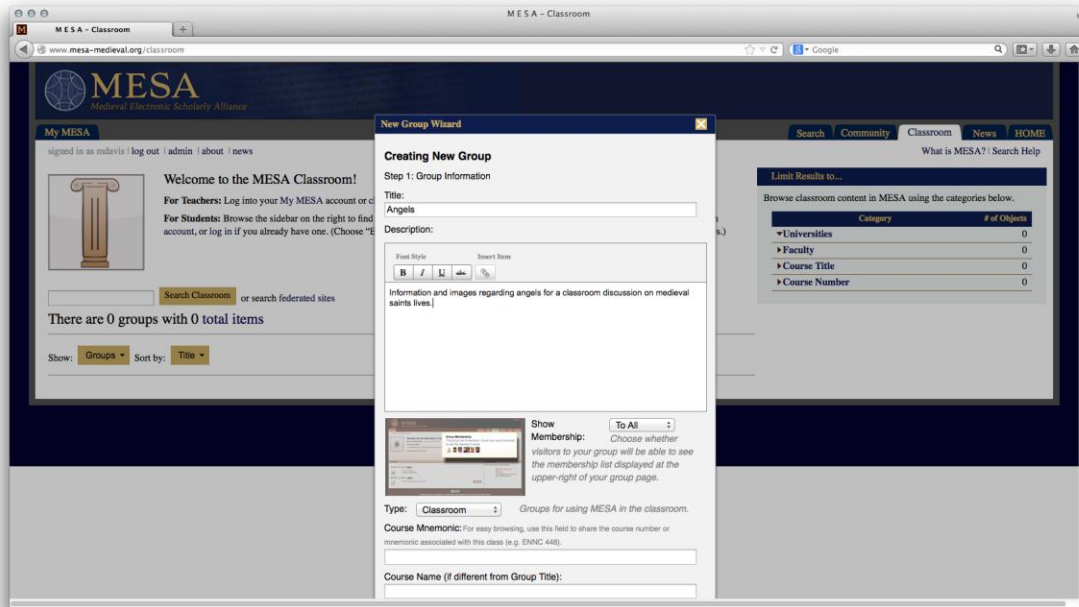 M E S A – Classroom
M E S A – Classroom
www.mesa-medieval.org/classroom
Google
MESA
Medieval Electronic Scholarly Alliance
My MESA
Search
Community
Classroom
News
HOME
signed in as mdavis | log out | admin | about | news
What is MESA? | Search Help
Welcome to the MESA Classroom!
For Teachers: Log into your My MESA account or
For Students: Browse the sidebar on the right to find
account, or log in if you already have one. (Choose
Search Classroom
or search federated sites
There are 0 groups with 0 total items
Show:
Groups
Sort by:
Title
New Group Wizard
Creating New Group
Step 1: Group Information
Title:
Angels
Description:
Font Style
Insert Item
B I U abc
Information and images regarding angels for a classroom discussion on medieval
saints lives.
Show
Membership:
To All
Choose whether
visitors to your group will be able to see
the membership list displayed at the
upper-right of your group page.
Type:
Classroom
Groups for using MESA in the classroom.
Course Mnemonic: For easy browsing, use this field to share the course number or
mnemonic associated with this class (e.g. ENNC 448).
Course Name (if different from Group Title):
Limit Results to...
Browse classroom content in MESA using the categories below.
Category # of Objects
Universities 0
Faculty 0
Course Title 0
Course Number 0